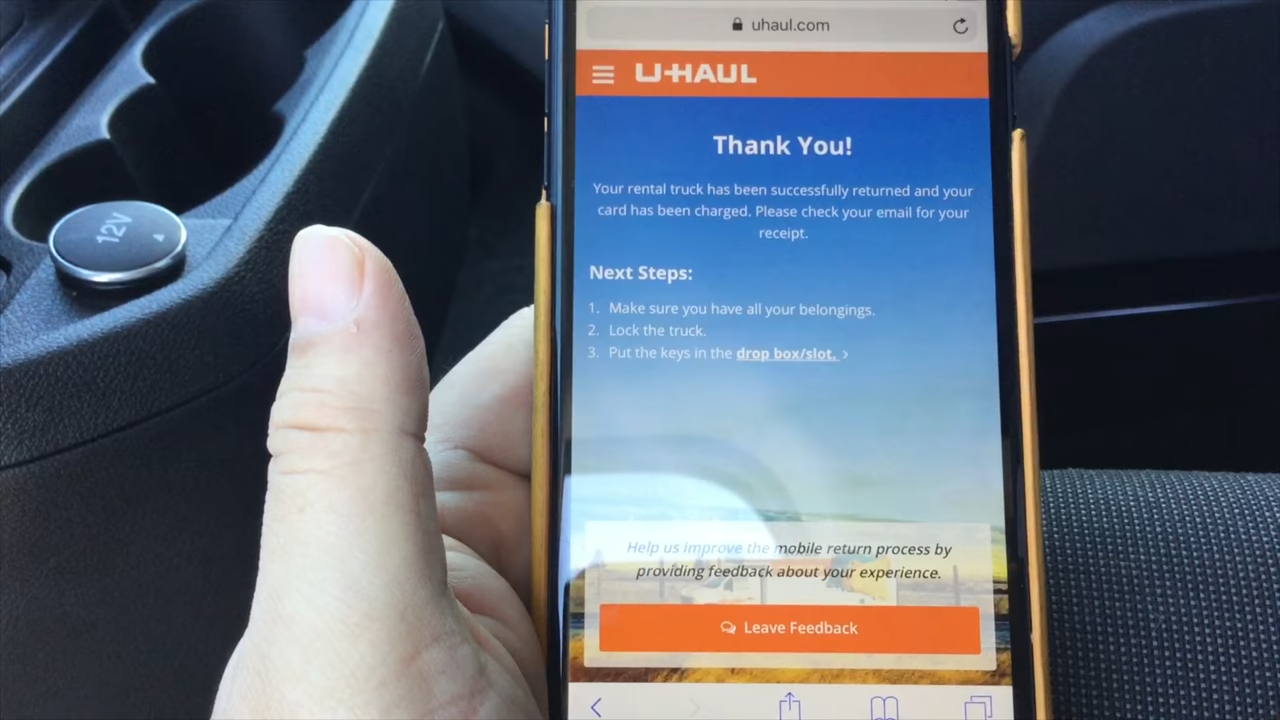 uhaul.com
U-HAUL
Thank You!
Your rental truck has been successfully returned and your
card has been charged. Please check your email for your
receipt.
Next Steps:
1. Make sure you have all your belongings.
2. Lock the truck.
3. Put the keys in the drop box/slot. >
12V
Help us improve the mobile return process by
providing feedback about your experience.
Leave Feedback